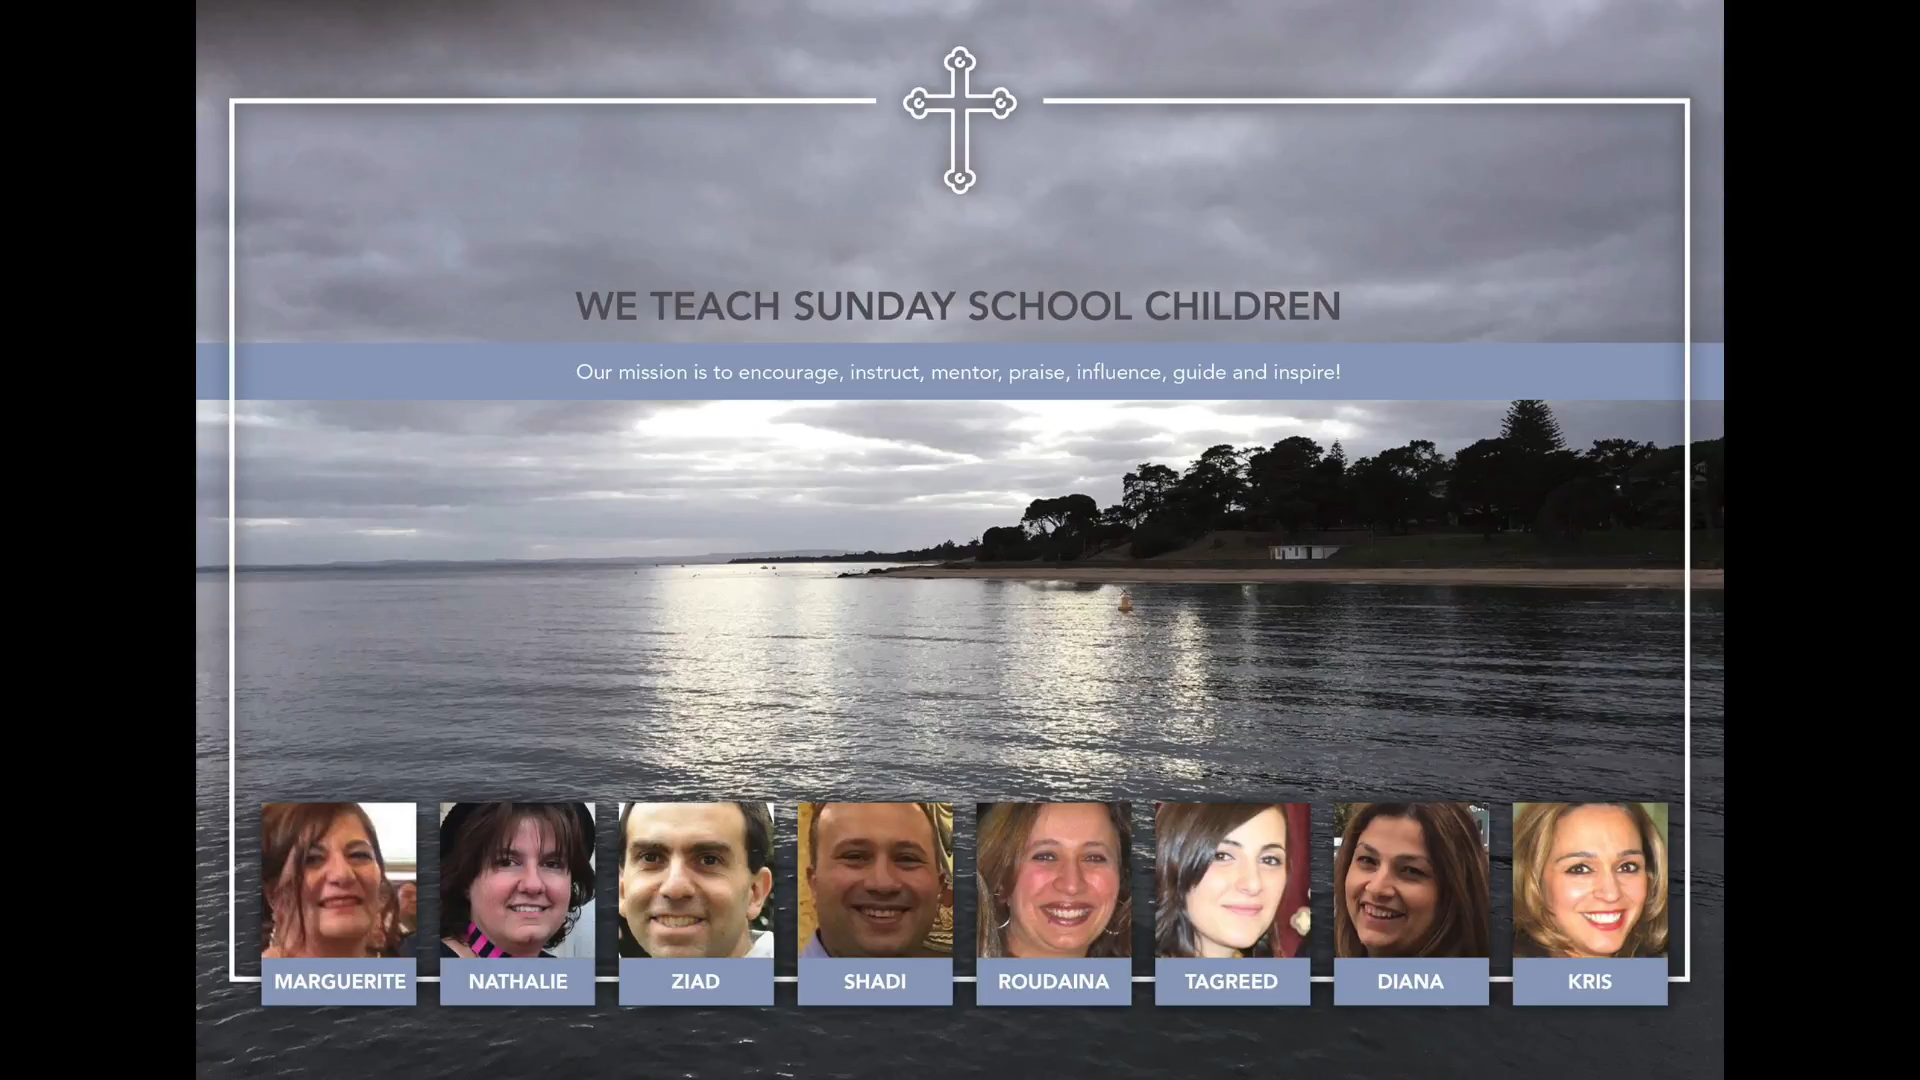 WE TEACH SUNDAY SCHOOL CHILDREN
Our mission is to encourage, instruct, mentor, praise, influence, guide and inspire!
MARGUERITE
NATHALIE
ZIAD
SHADI
ROUDAINA
TAGREED
DIANA
KRIS